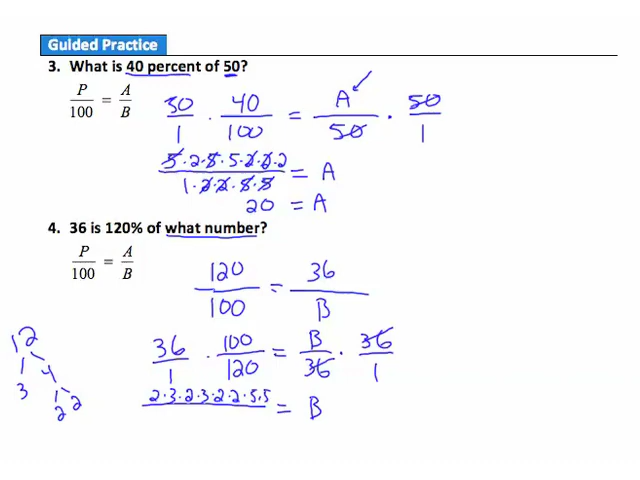 Guided Practice
3. What is 40 percent of 50?
P/100 = A/B
50/1 · 40/100 = A/50 · 50/1
5·2·5·5·2·2·2 / 1·2·2·5·5 = A
20 = A
4. 36 is 120% of what number?
P/100 = A/B
120/100 = 36/B
36/1 · 100/120 = B/36 · 36/1
2·3·2·3·2·2·5·5 / = B
12
1 4
3 1
2 2